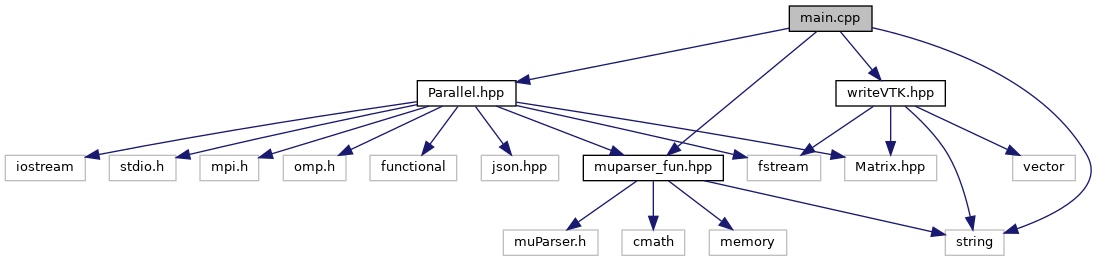 main.cpp
Parallel.hpp
writeVTK.hpp
iostream
stdio.h
mpi.h
omp.h
functional
json.hpp
muparser_fun.hpp
fstream
Matrix.hpp
vector
muParser.h
cmath
memory
string